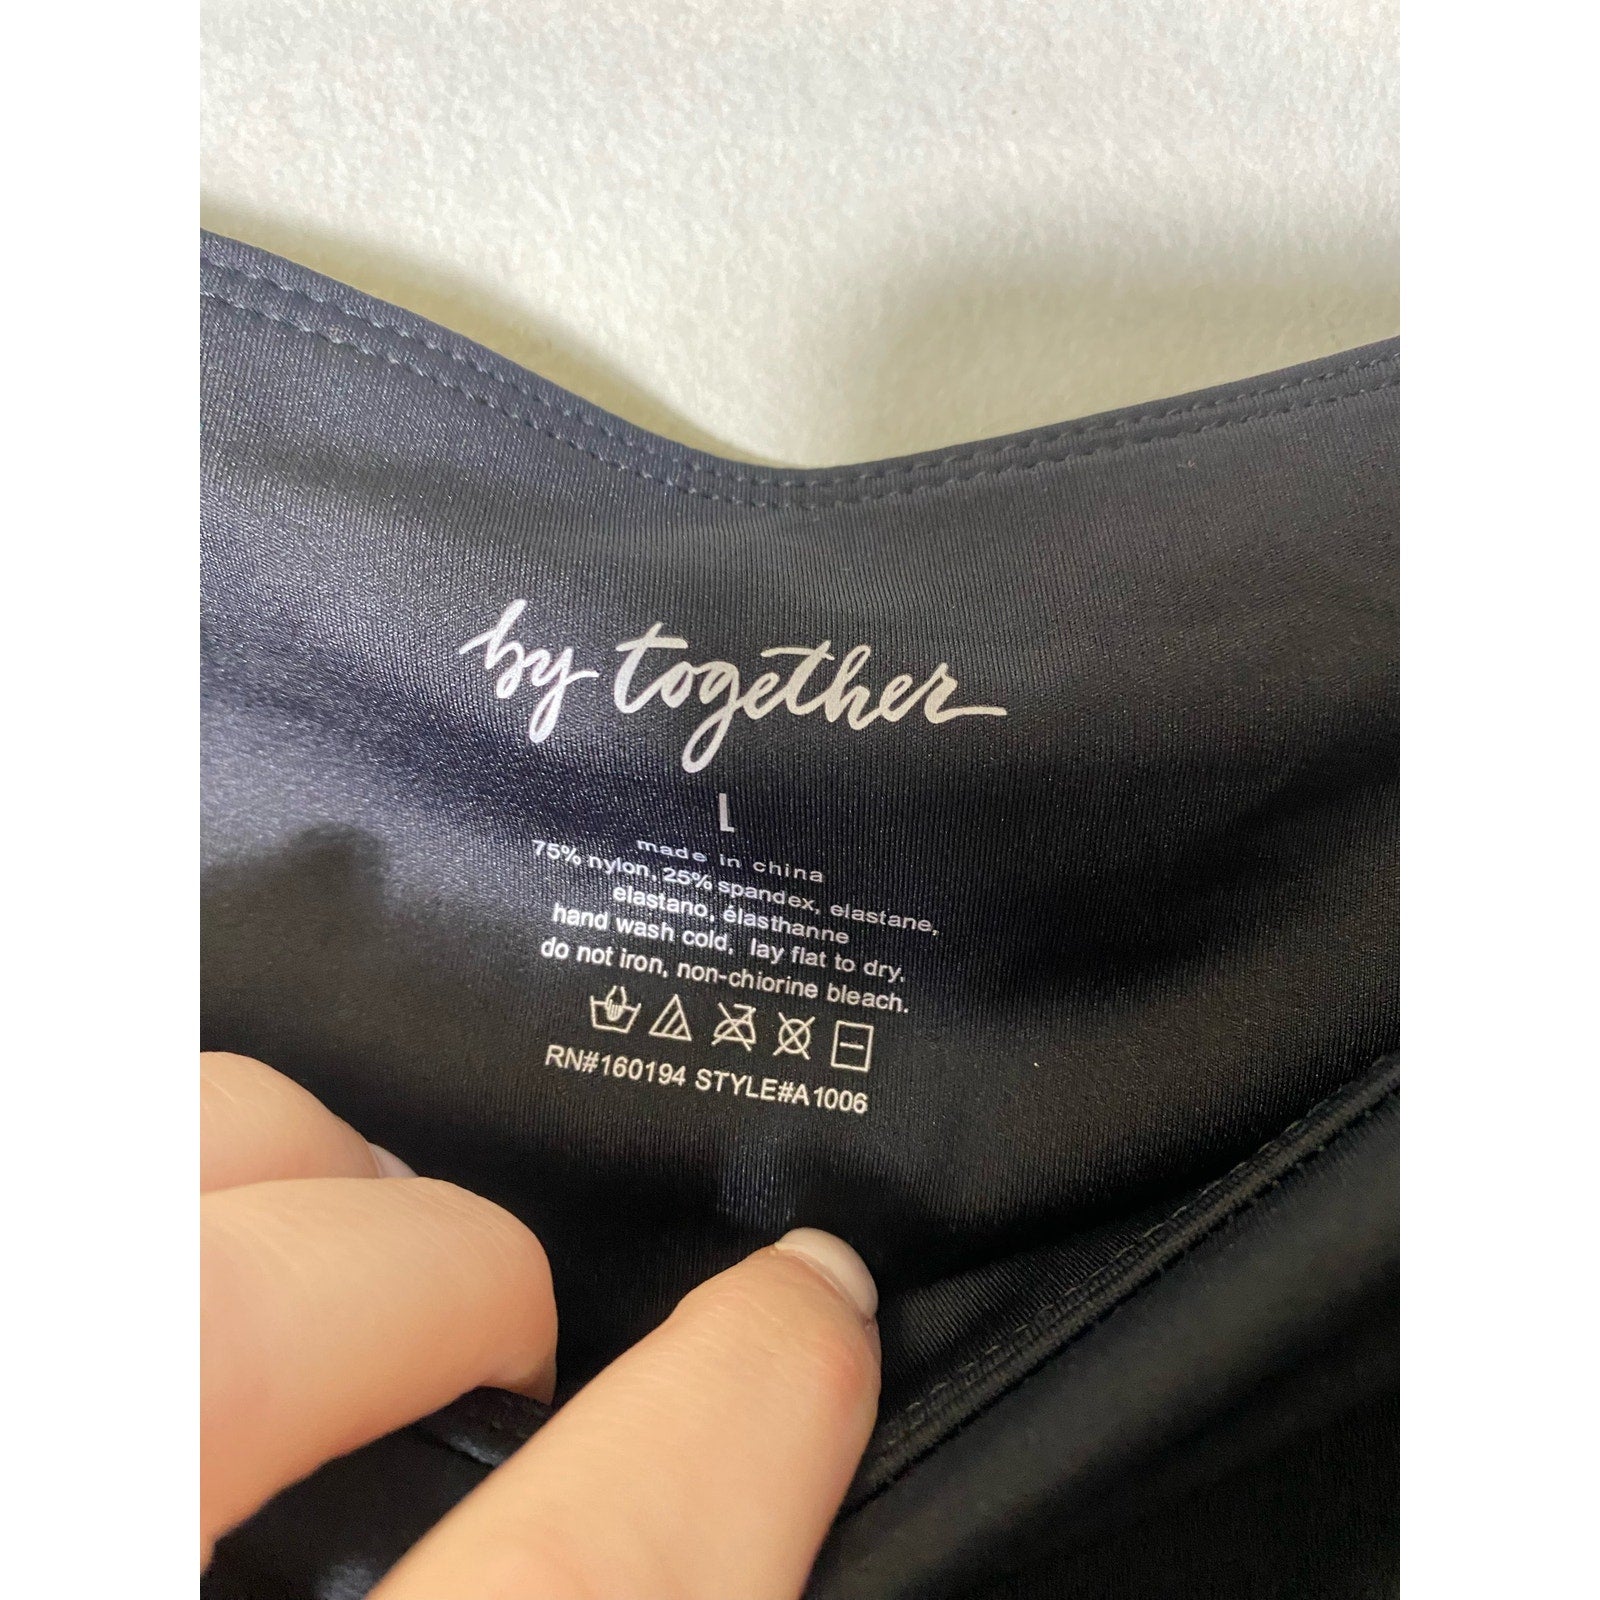 by together
L
made in china
75% nylon, 25% spandex, elastane,
elastano, élasthanne
hand wash cold, lay flat to dry,
do not iron, non-chiorine bleach.
RN#160194 STYLE#A1006